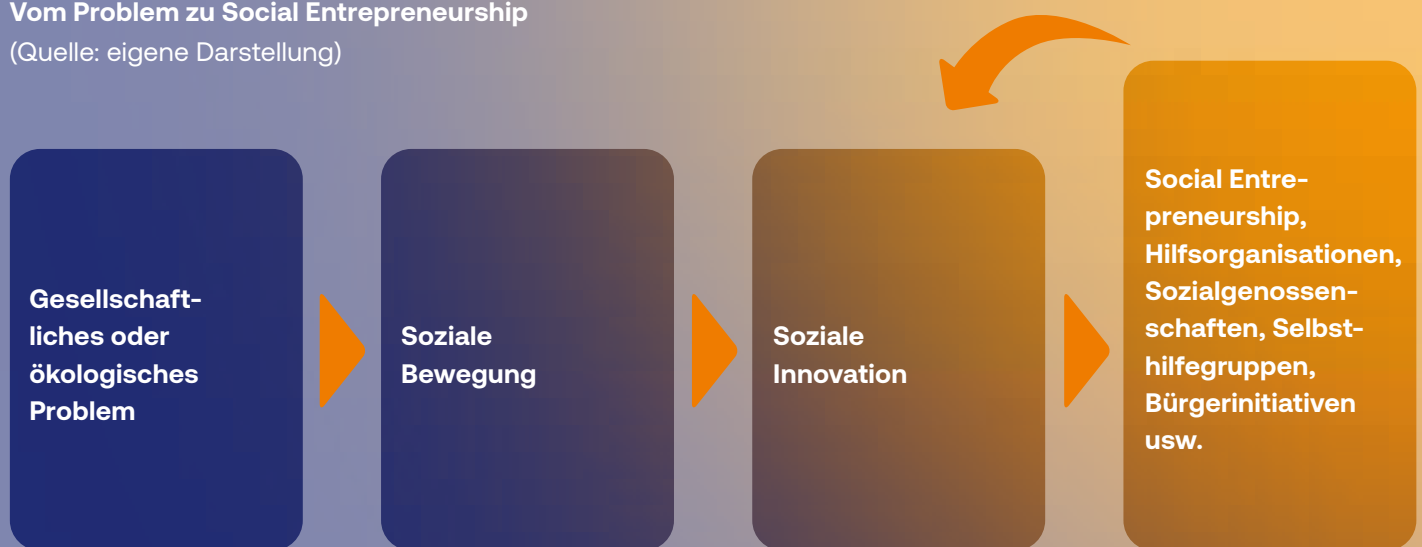 Vom Problem zu Social Entrepreneurship
(Quelle: eigene Darstellung)
Gesellschaft-
liches oder
ökologisches
Problem
Soziale
Bewegung
Soziale
Innovation
Social Entre-
preneurship,
Hilfsorganisationen,
Sozialgenossen-
schaften, Selbst-
hilfegruppen,
Bürgerinitiativen
usw.